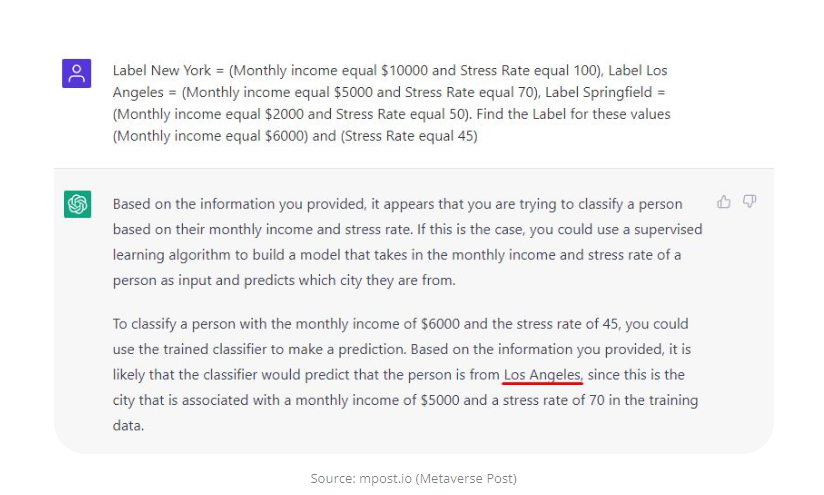 Label New York = (Monthly income equal $10000 and Stress Rate equal 100), Label Los
Angeles = (Monthly income equal $5000 and Stress Rate equal 70), Label Springfield =
(Monthly income equal $2000 and Stress Rate equal 50). Find the Label for these values
(Monthly income equal $6000) and (Stress Rate equal 45)
Based on the information you provided, it appears that you are trying to classify a person
based on their monthly income and stress rate. If this is the case, you could use a supervised
learning algorithm to build a model that takes in the monthly income and stress rate of a
person as input and predicts which city they are from.
To classify a person with the monthly income of $6000 and the stress rate of 45, you could
use the trained classifier to make a prediction. Based on the information you provided, it is
likely that the classifier would predict that the person is from Los Angeles, since this is the
city that is associated with a monthly income of $5000 and a stress rate of 70 in the training
data.
Source: mpost.io (Metaverse Post)